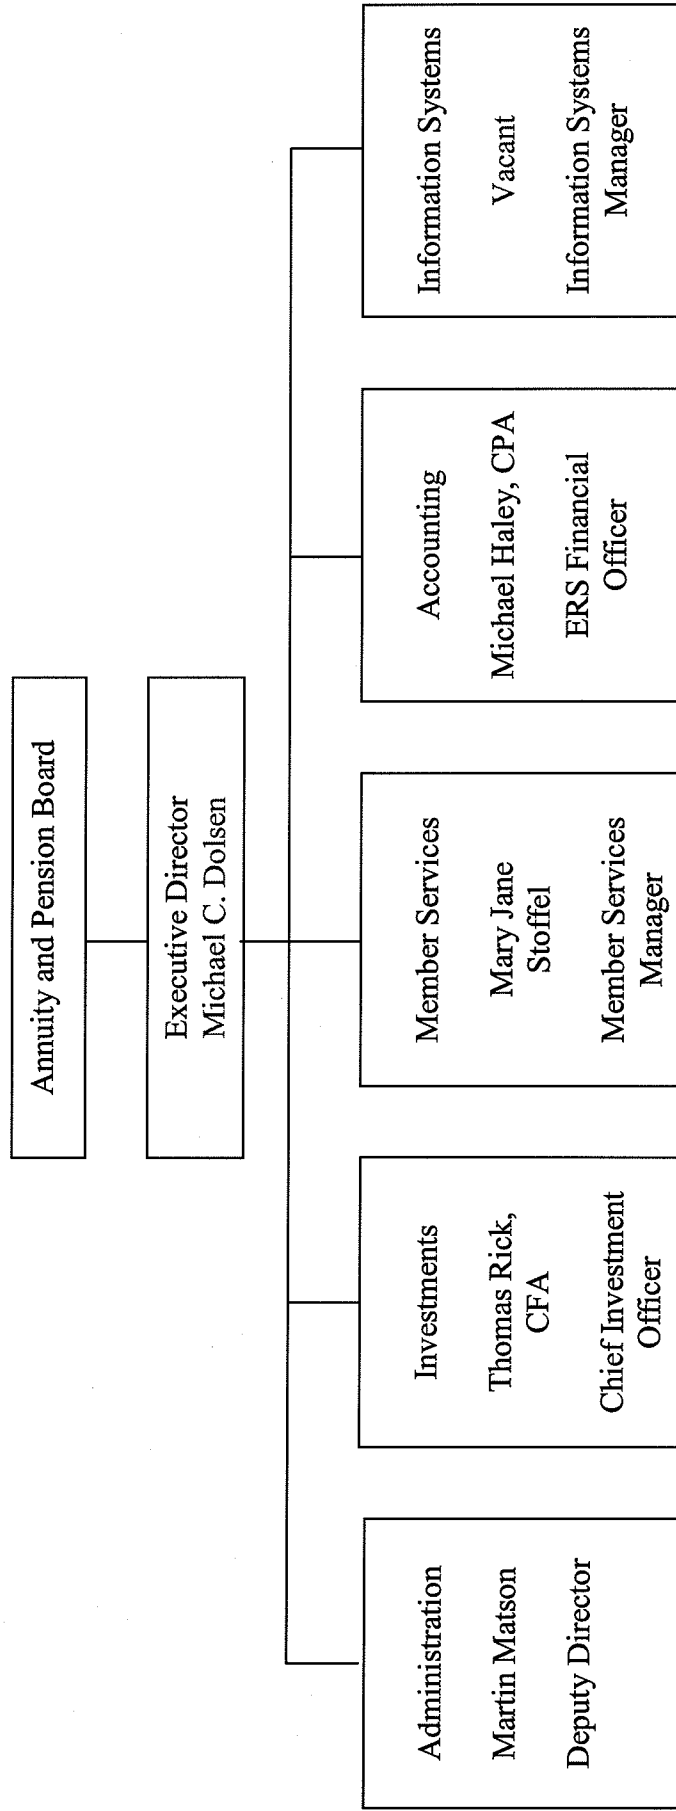 Annuity and Pension Board
Executive Director
Michael C. Dolsen
Administration
Martin Matson
Deputy Director
Investments
Thomas Rick,
CFA
Chief Investment
Officer
Member Services
Mary Jane
Stoffel
Member Services
Manager
Accounting
Michael Haley, CPA
ERS Financial
Officer
Information Systems
Vacant
Information Systems
Manager